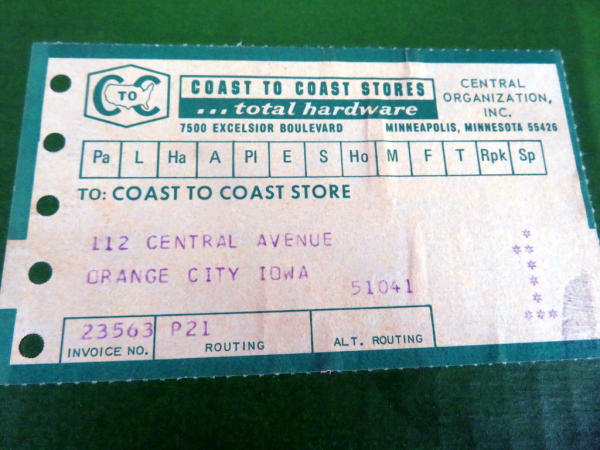 C TO C
COAST TO COAST STORES
...total hardware
7500 EXCELSIOR BOULEVARD MINNEAPOLIS, MINNESOTA 55426
CENTRAL
ORGANIZATION,
INC.
Pa L Ha A Pl E S Ho M F T Rpk Sp
TO: COAST TO COAST STORE
112 CENTRAL AVENUE
ORANGE CITY IOWA 51041
*
**
*
*
*
***
23563 P21
INVOICE NO. ROUTING ALT. ROUTING